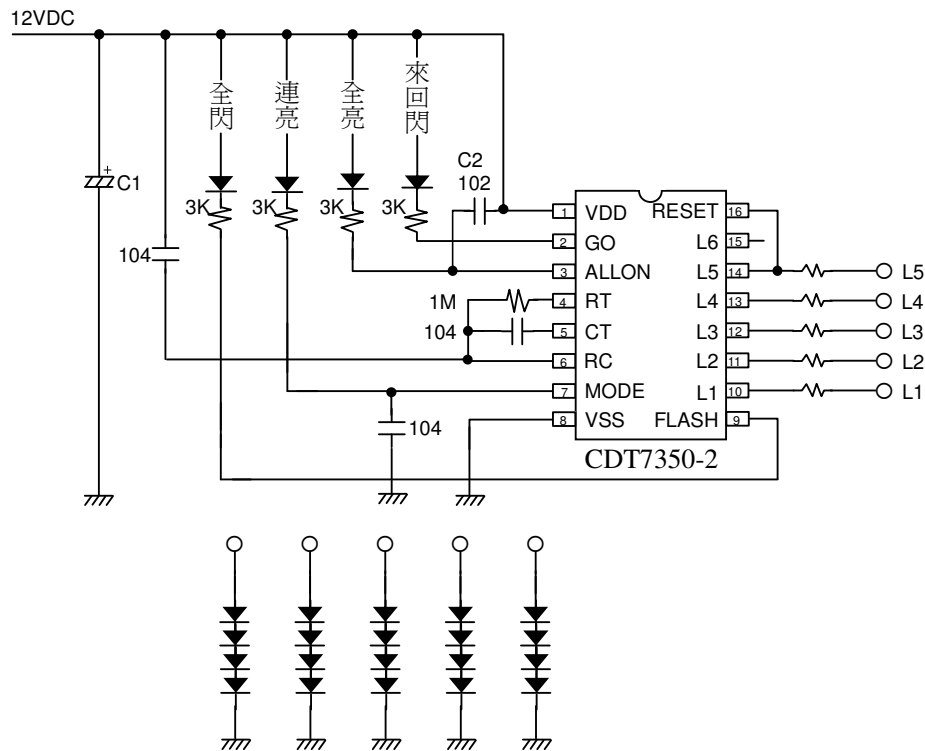 12VDC
全閃
連亮
全亮
來回閃
C1
C2
102
3K
3K
3K
3K
104
1M
104
104
1 VDD
2 GO
3 ALLON
4 RT
5 CT
6 RC
7 MODE
8 VSS
RESET 16
L6 15
L5 14
L4 13
L3 12
L2 11
L1 10
FLASH 9
L5
L4
L3
L2
L1
CDT7350-2